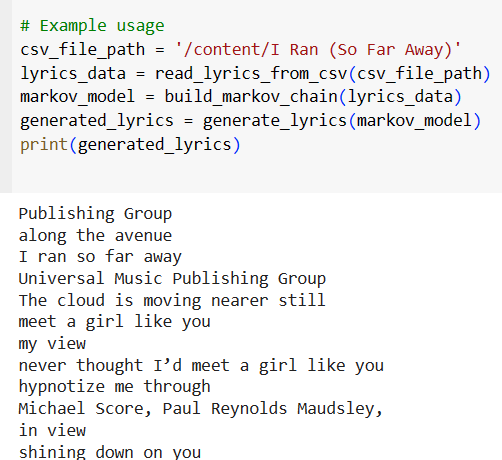 # Example usage
csv_file_path = '/content/I Ran (So Far Away)'
lyrics_data = read_lyrics_from_csv(csv_file_path)
markov_model = build_markov_chain(lyrics_data)
generated_lyrics = generate_lyrics(markov_model)
print(generated_lyrics)
Publishing Group
along the avenue
I ran so far away
Universal Music Publishing Group
The cloud is moving nearer still
meet a girl like you
my view
never thought I’d meet a girl like you
hypnotize me through
Michael Score, Paul Reynolds Maudsley,
in view
shining down on you